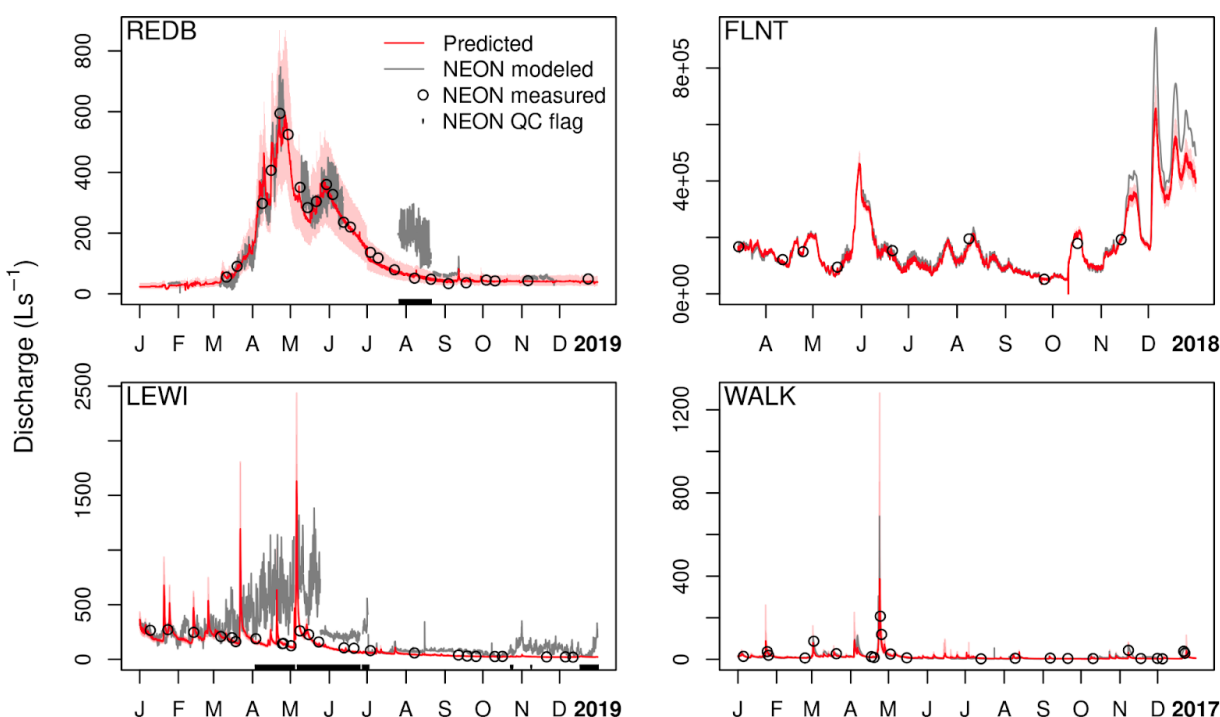 Discharge (Ls⁻¹)
REDB
Predicted
NEON modeled
NEON measured
NEON QC flag
0 200 400 600 800
J F M A M J J A S O N D 2019
FLNT
0e+00 4e+05 8e+05
A M J J A S O N D 2018
LEWI
0 500 1500 2500
J F M A M J J A S O N D 2019
WALK
0 400 800 1200
J F M A M J J A S O N D 2017